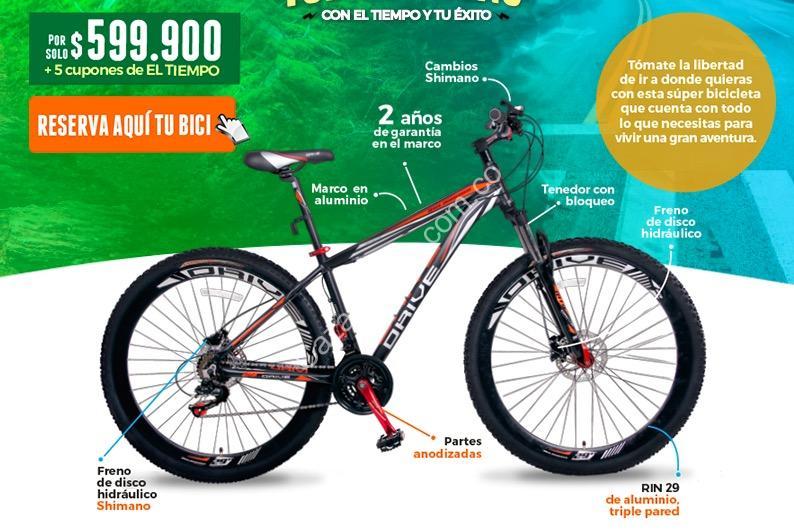 CON EL TIEMPO Y TU ÉXITO
POR
SOLO $599.900
+ 5 cupones de EL TIEMPO
RESERVA AQUÍ TU BICI
Cambios
Shimano
2 años
de garantía
en el marco
Tómate la libertad
de ir a donde quieras
con esta súper bicicleta
que cuenta con todo
lo que necesitas para
vivir una gran aventura.
Marco en
aluminio
Tenedor con
bloqueo
Freno
de disco
hidráulico
DRIVE
DRIVE
DRIVE
DRIVE
Partes
anodizadas
Freno
de disco
hidráulico
Shimano
RIN 29
de aluminio,
triple pared